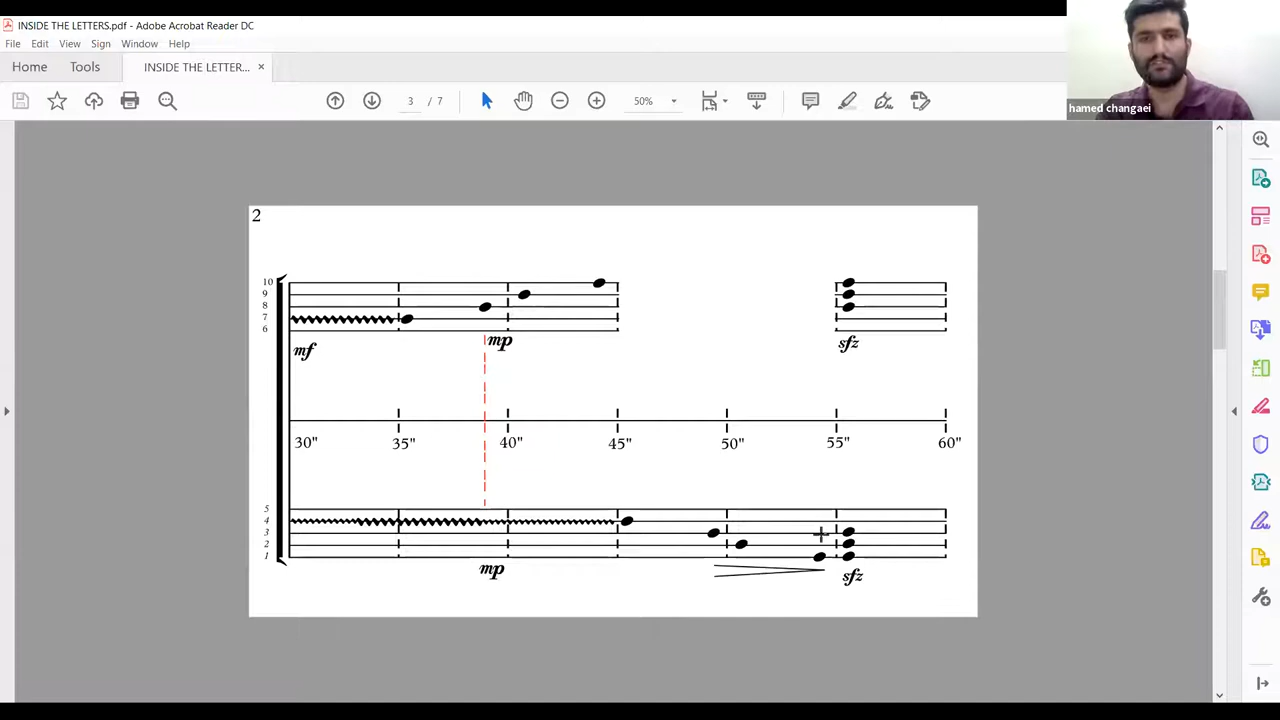 INSIDE THE LETTERS.pdf - Adobe Acrobat Reader DC
File Edit View Sign Window Help
Home Tools INSIDE THE LETTER... ×
3 / 7 50%
hamed changaei
2
10
9
8
7
6
mf mp sfz
30" 35" 40" 45" 50" 55" 60"
5
4
3
2
1
mp sfz